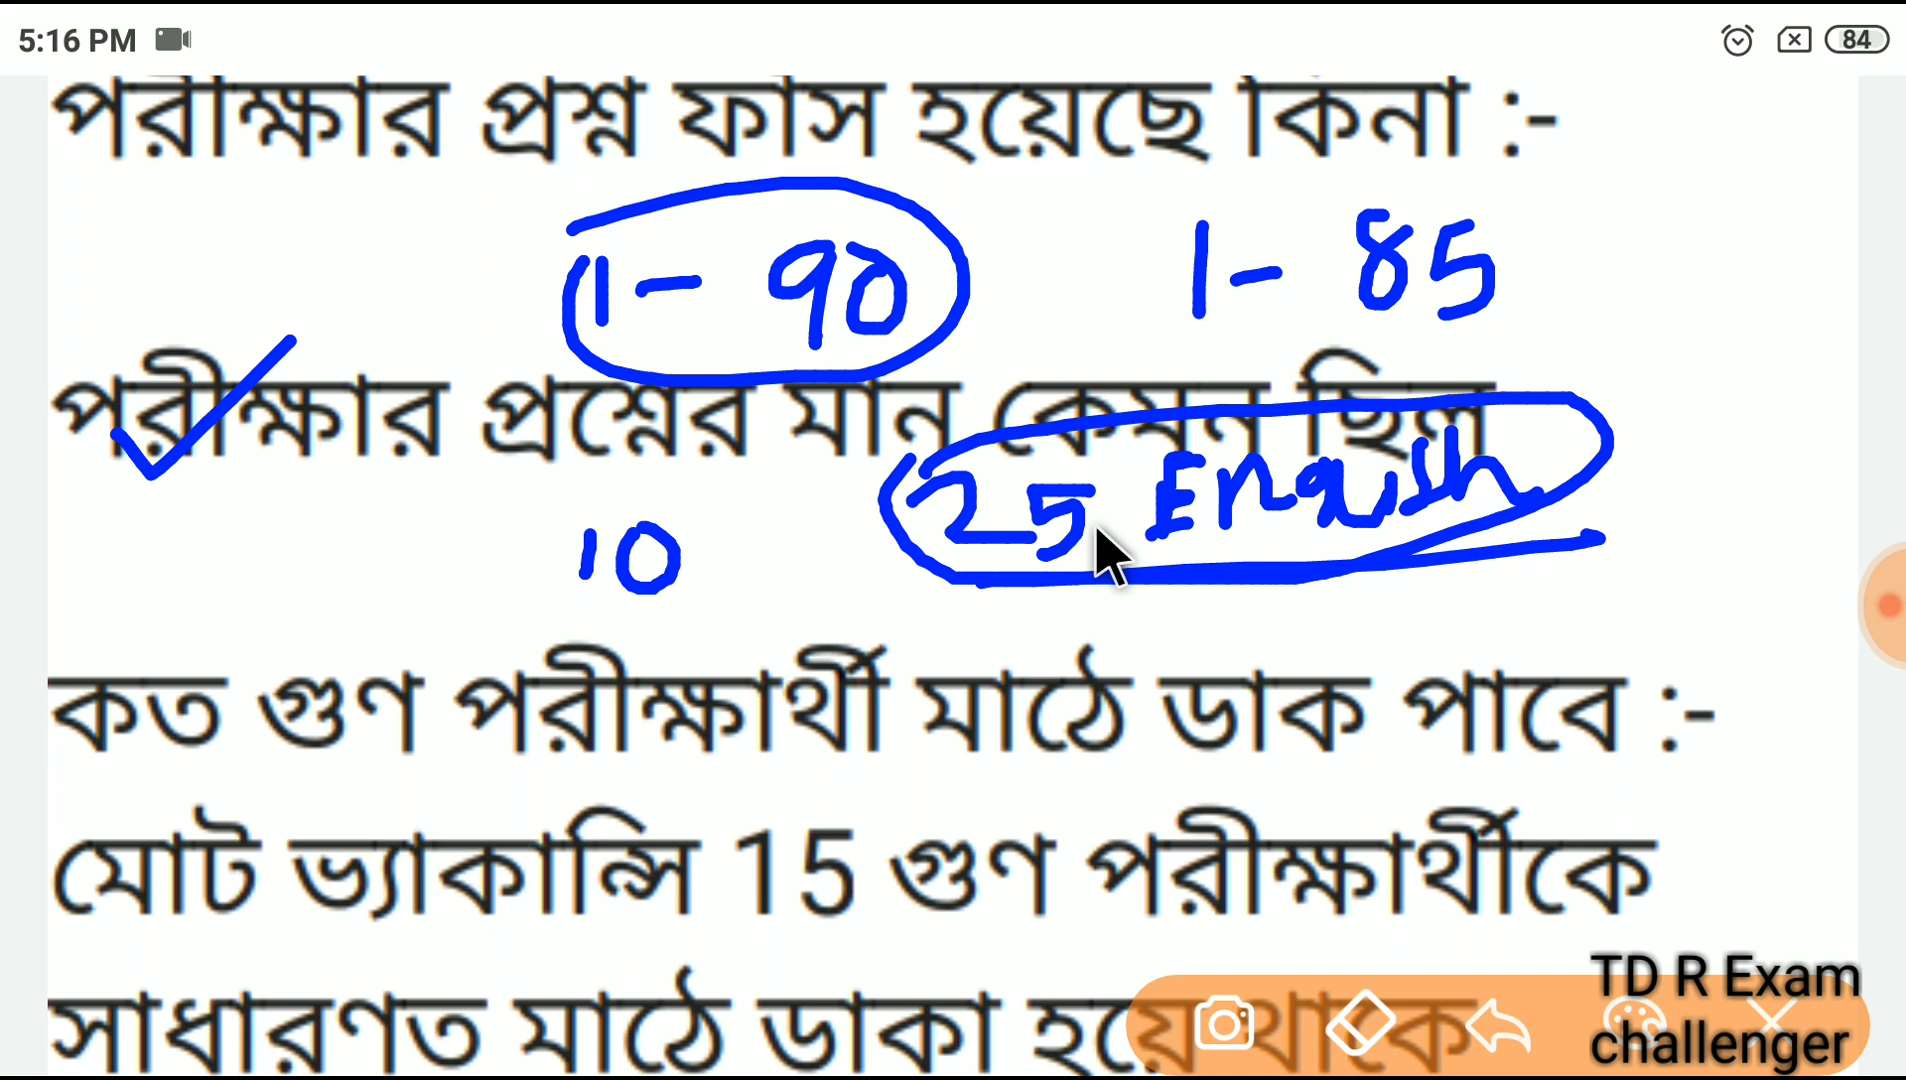 5:16 PM
84
পরীক্ষার প্রশ্ন ফাঁস হয়েছে কিনা :-
1- 90
1- 85
পরীক্ষার প্রশ্নের মান কেমন ছিল
25
10
কত গুণ পরীক্ষার্থী মাঠে ডাক পাবে :-
মোট ভ্যাকান্সি 15 গুণ পরীক্ষার্থীকে
সাধারণত মাঠে ডাকা হয়ে থাকে
TD R Exam
challenger